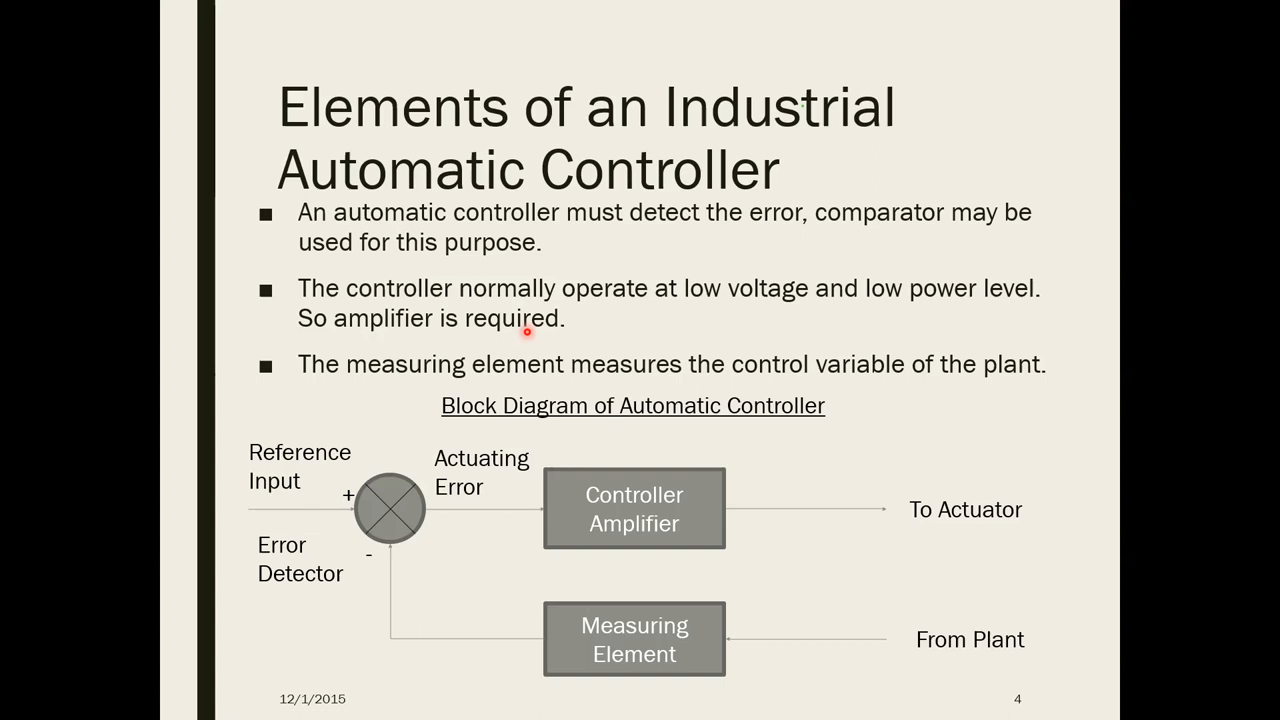 Elements of an Industrial
Automatic Controller
■ An automatic controller must detect the error, comparator may be
used for this purpose.
■ The controller normally operate at low voltage and low power level.
So amplifier is required.
■ The measuring element measures the control variable of the plant.
Block Diagram of Automatic Controller
Reference
Input
+
Actuating
Error
Controller
Amplifier
To Actuator
Error
Detector
-
Measuring
Element
From Plant
12/1/2015
4